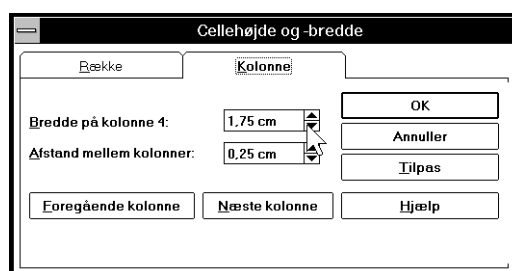 Cellehøjde og -bredde
Række Kolonne
Bredde på kolonne 4: 1,75 cm
Afstand mellem kolonner: 0,25 cm
OK
Annuller
Tilpas
Foregående kolonne Næste kolonne Hjælp